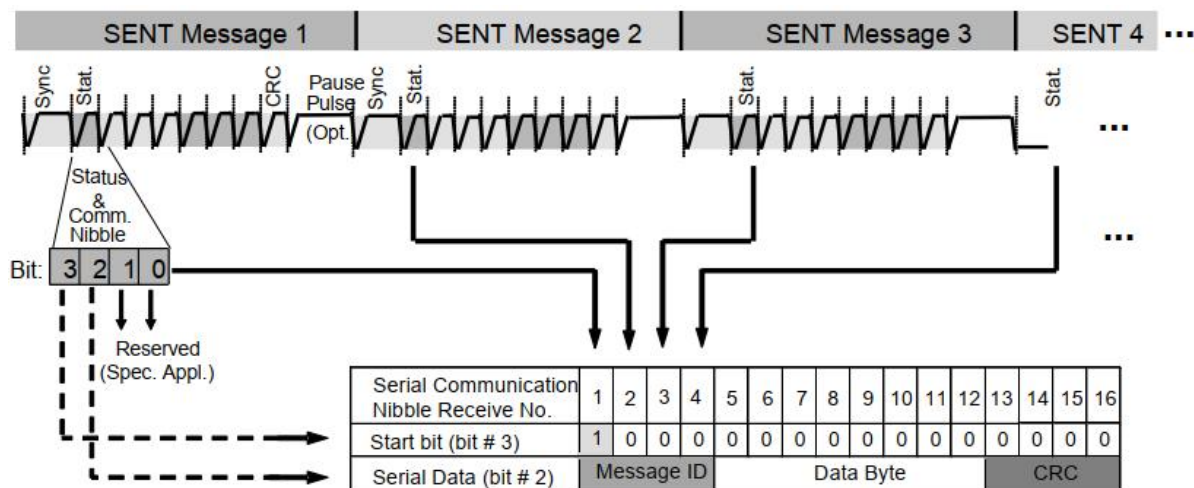 SENT Message 1 SENT Message 2 SENT Message 3 SENT 4 ...
Sync Stat. CRC Pause Pulse (Opt. Sync Stat. Stat. Stat.
...
Status
&
Comm.
Nibble
...
Bit: 3 2 1 0
Reserved
(Spec. Appl.)
Serial Communication
Nibble Receive No. 1 2 3 4 5 6 7 8 9 10 11 12 13 14 15 16
Start bit (bit # 3) 1 0 0 0 0 0 0 0 0 0 0 0 0 0 0 0
Serial Data (bit # 2) Message ID Data Byte CRC